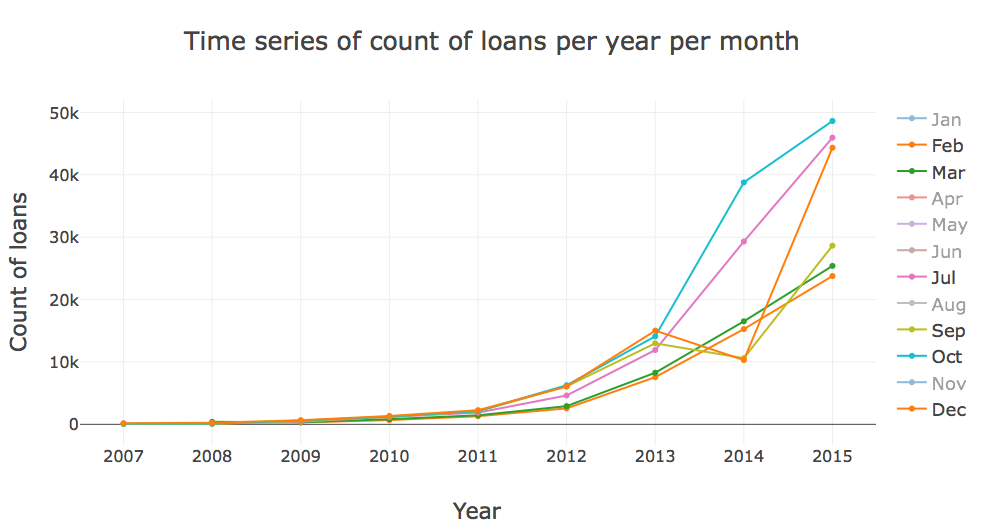 Time series of count of loans per year per month
Count of loans
50k
40k
30k
20k
10k
0
2007 2008 2009 2010 2011 2012 2013 2014 2015
Year
Jan
Feb
Mar
Apr
May
Jun
Jul
Aug
Sep
Oct
Nov
Dec